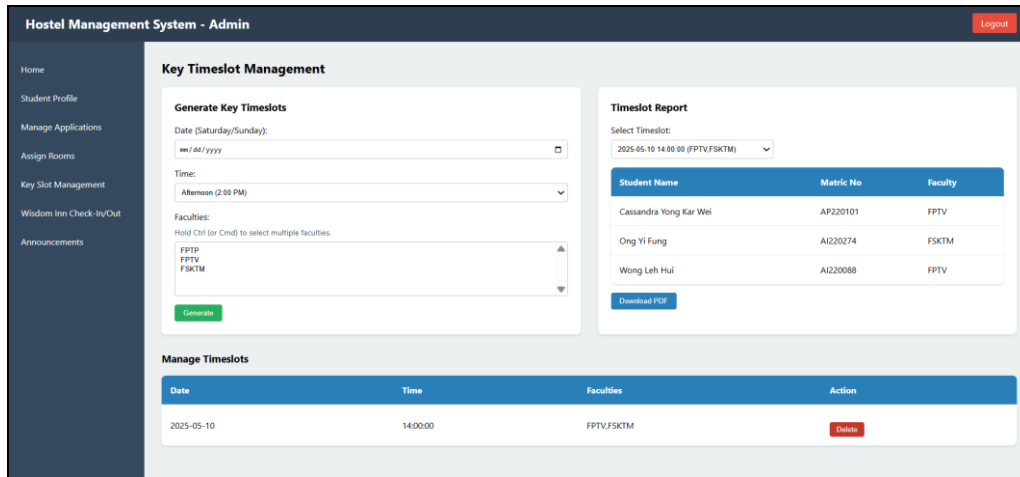 Hostel Management System - Admin
Logout
Home
Student Profile
Manage Applications
Assign Rooms
Key Slot Management
Wisdom Inn Check-In/Out
Announcements
Key Timeslot Management
Generate Key Timeslots
Date (Saturday/Sunday):
mm/dd/yyyy
Time:
Afternoon (2:00 PM)
Faculties:
Hold Ctrl (or Cmd) to select multiple faculties.
FPTP
FPTV
FSKTM
Generate
Timeslot Report
Select Timeslot:
2025-05-10 14:00:00 (FPTV,FSKTM)
Student Name Matric No Faculty
Cassandra Yong Kar Wei AP220101 FPTV
Ong Yi Fung AI220274 FSKTM
Wong Leh Hui AI220088 FPTV
Download PDF
Manage Timeslots
Date Time Faculties Action
2025-05-10 14:00:00 FPTV,FSKTM Delete